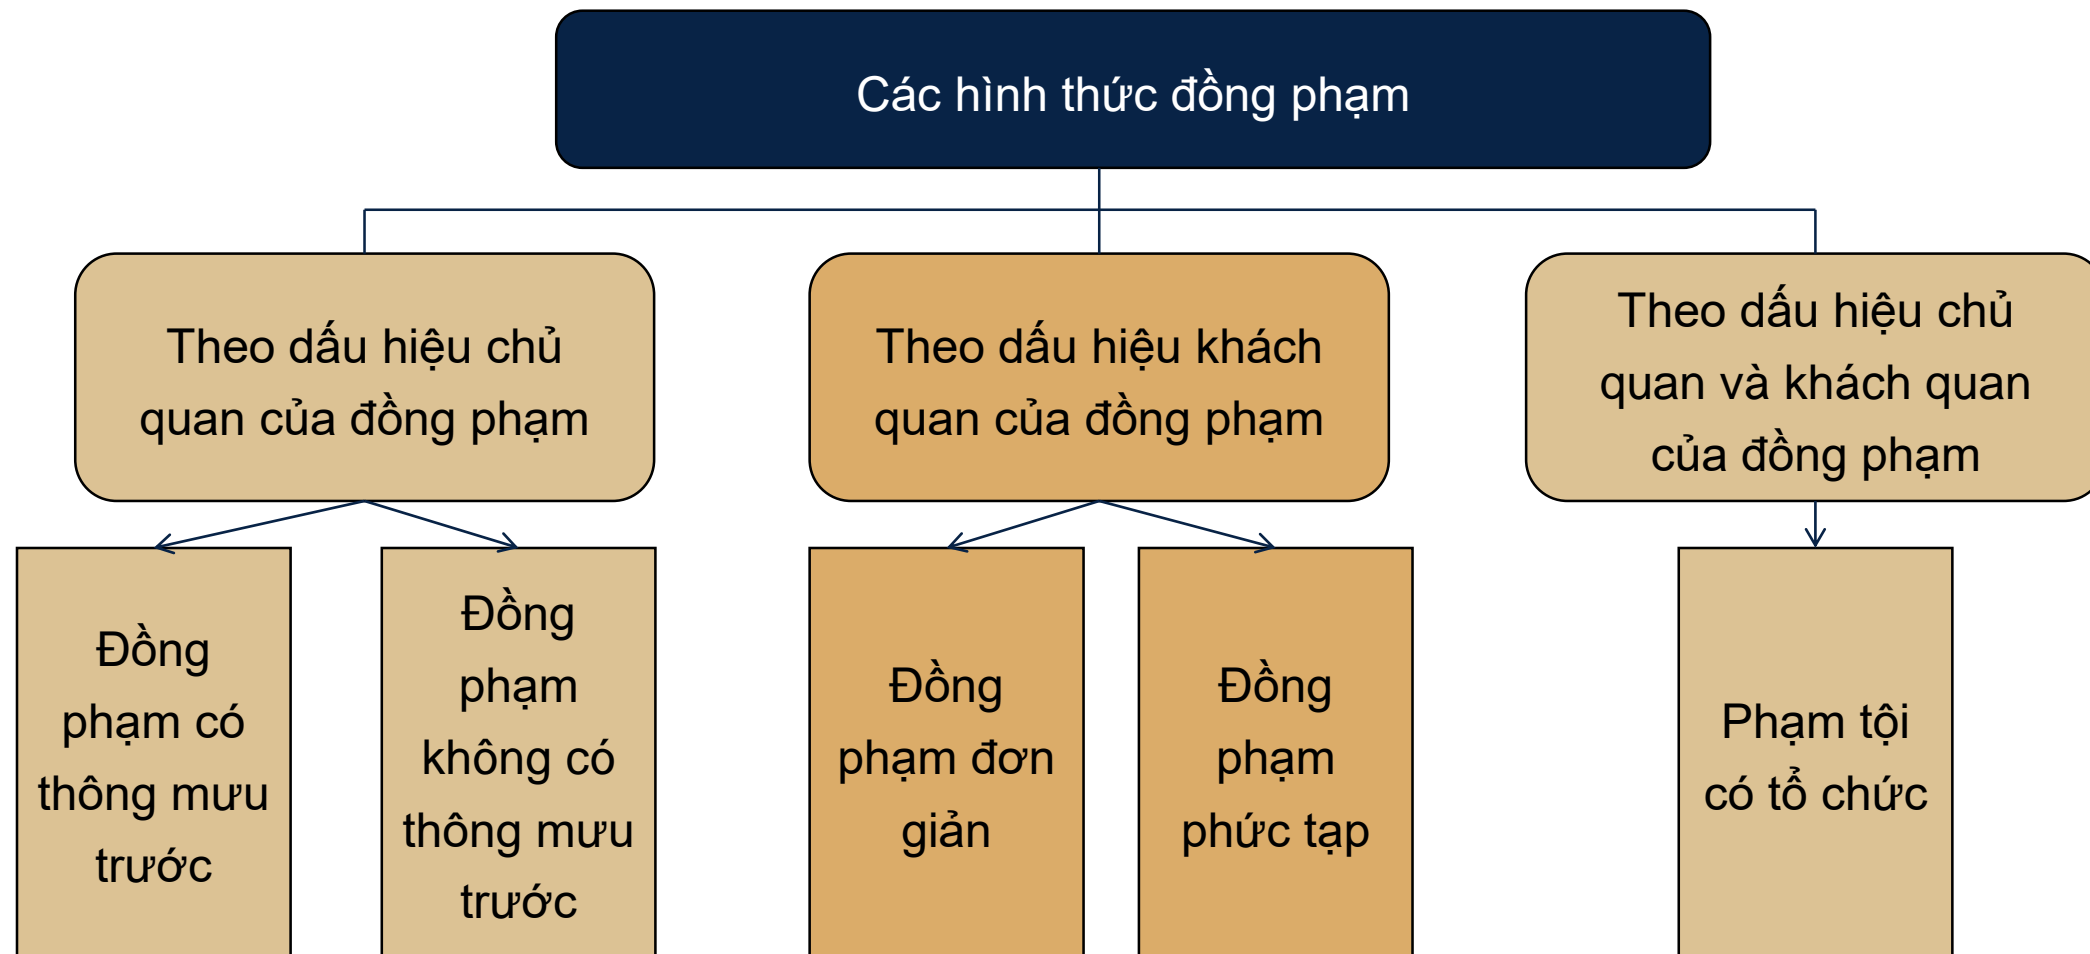 Các hình thức đồng phạm
Theo dấu hiệu chủ
quan của đồng phạm
Theo dấu hiệu khách
quan của đồng phạm
Theo dấu hiệu chủ
quan và khách quan
của đồng phạm
Đồng
phạm có
thông mưu
trước
Đồng
phạm
không có
thông mưu
trước
Đồng
phạm đơn
giản
Đồng
phạm
phức tạp
Phạm tội
có tổ chức